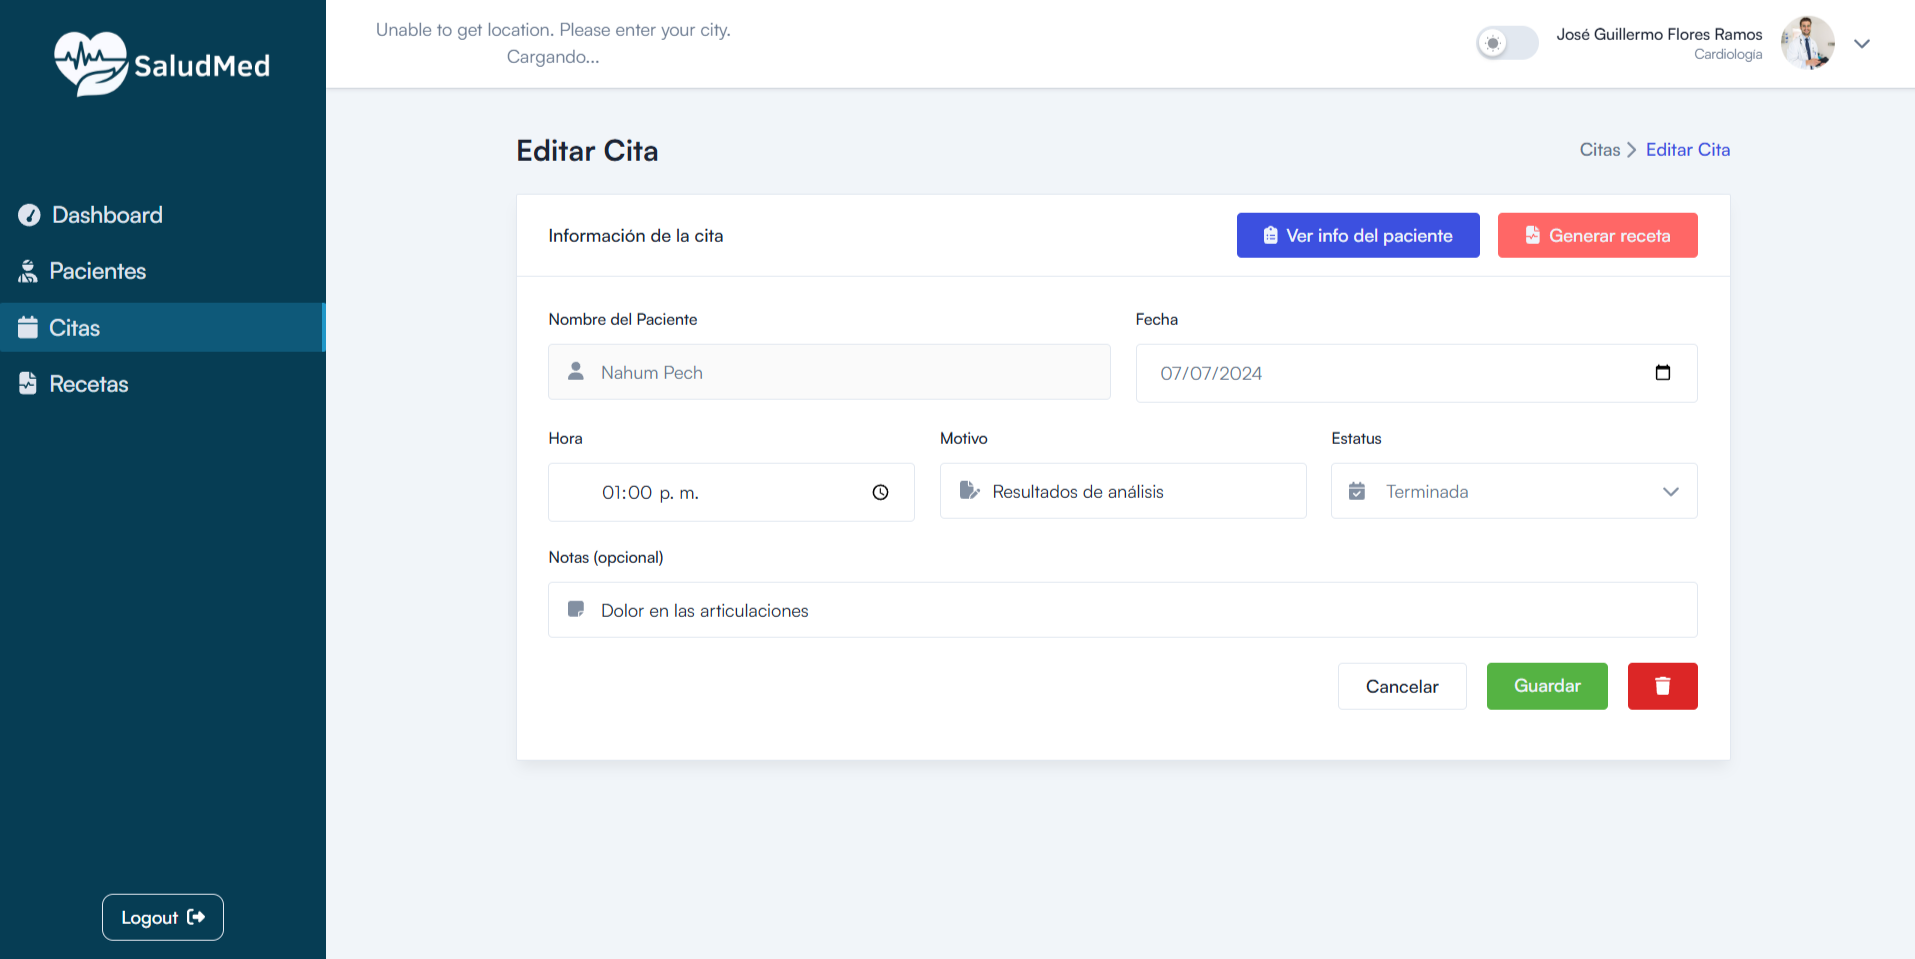 SaludMed
Unable to get location. Please enter your city.
Cargando...
José Guillermo Flores Ramos
Cardiología
Dashboard
Pacientes
Citas
Recetas
Logout
Editar Cita
Citas > Editar Cita
Información de la cita
Ver info del paciente
Generar receta
Nombre del Paciente
Fecha
Nahum Pech
07/07/2024
Hora
Motivo
Estatus
01:00 p. m.
Resultados de análisis
Terminada
Notas (opcional)
Dolor en las articulaciones
Cancelar
Guardar